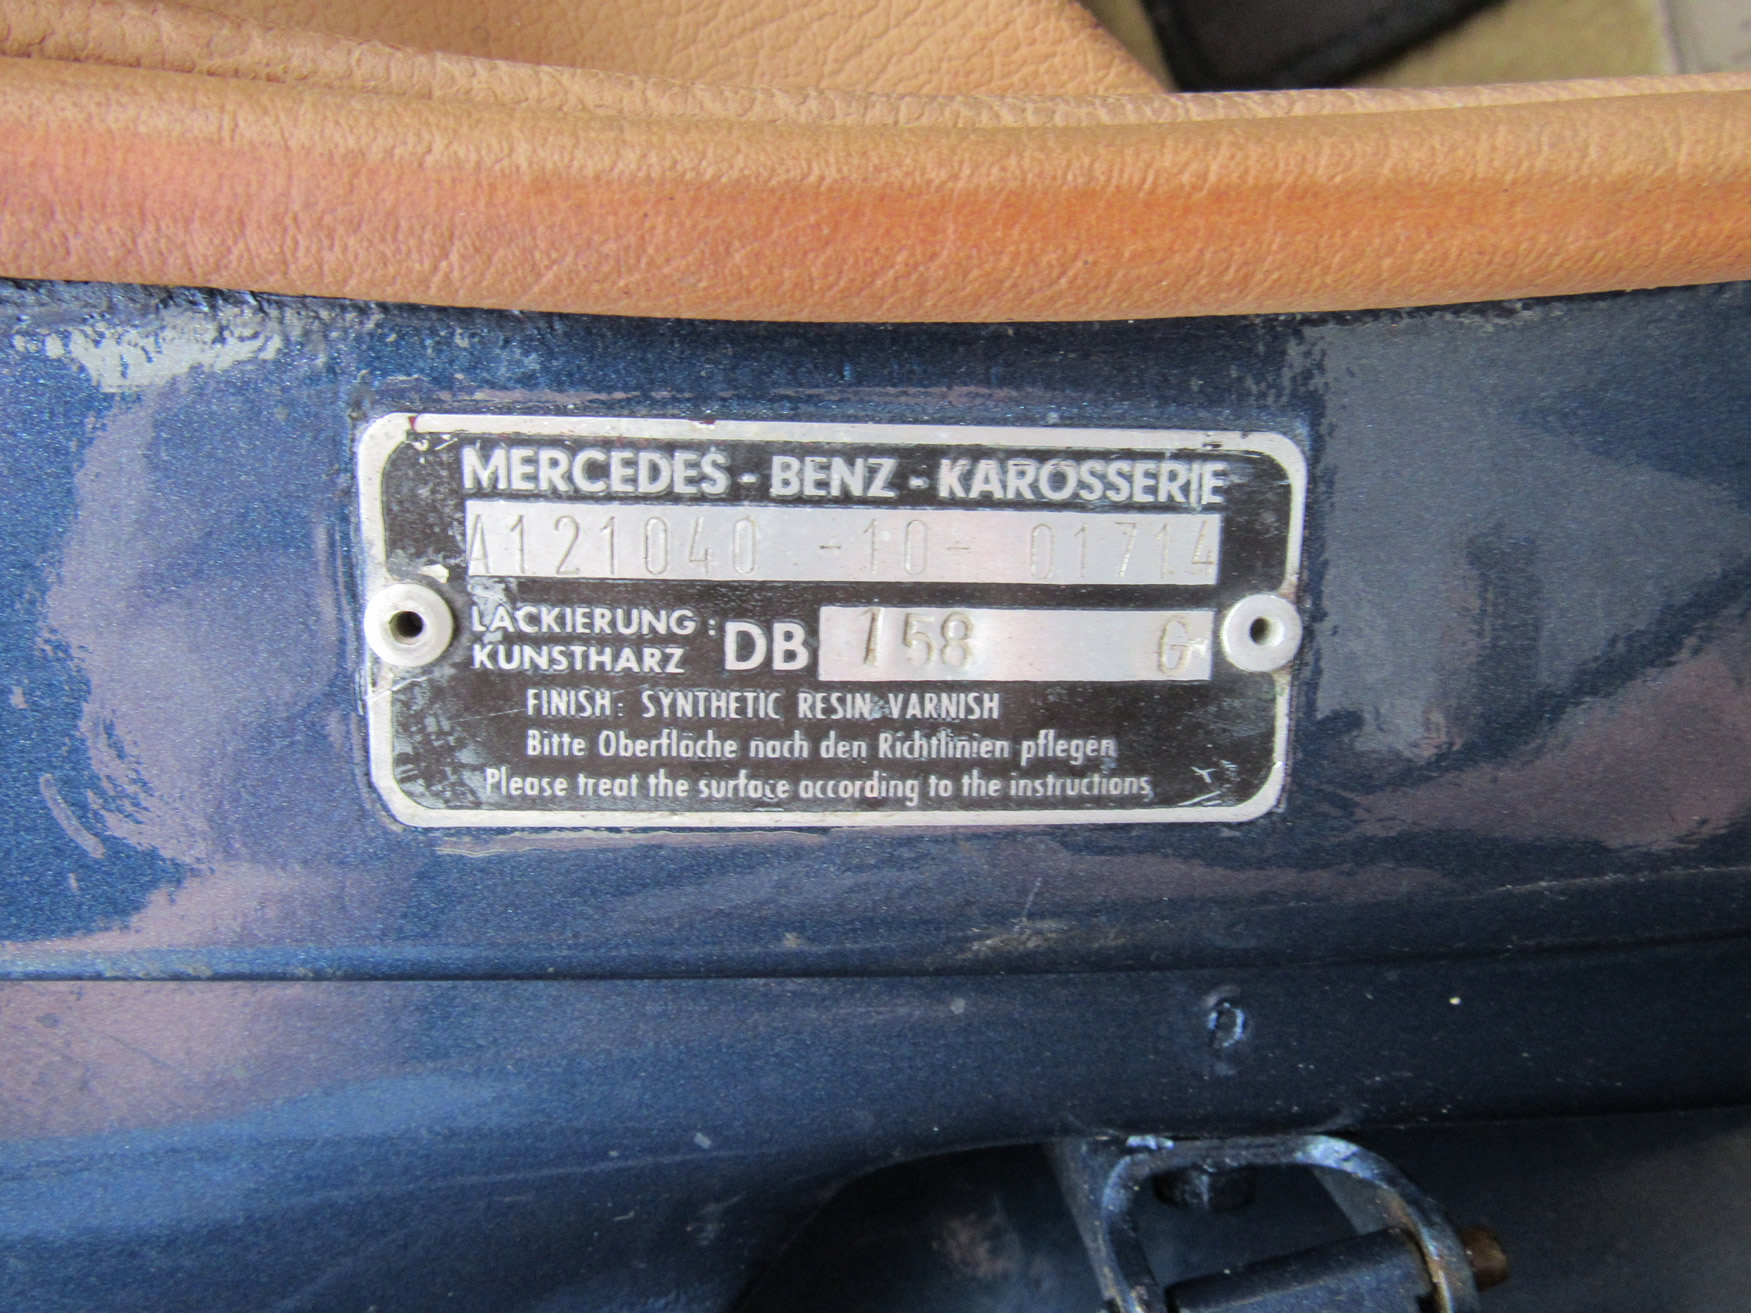 MERCEDES - BENZ - KAROSSERIE
A121040 -10- 01714
LACKIERUNG : DB 158 G
KUNSTHARZ
FINISH: SYNTHETIC RESIN VARNISH
Bitte Oberfläche nach den Richtlinien pflegen
Please treat the surface according to the instructions